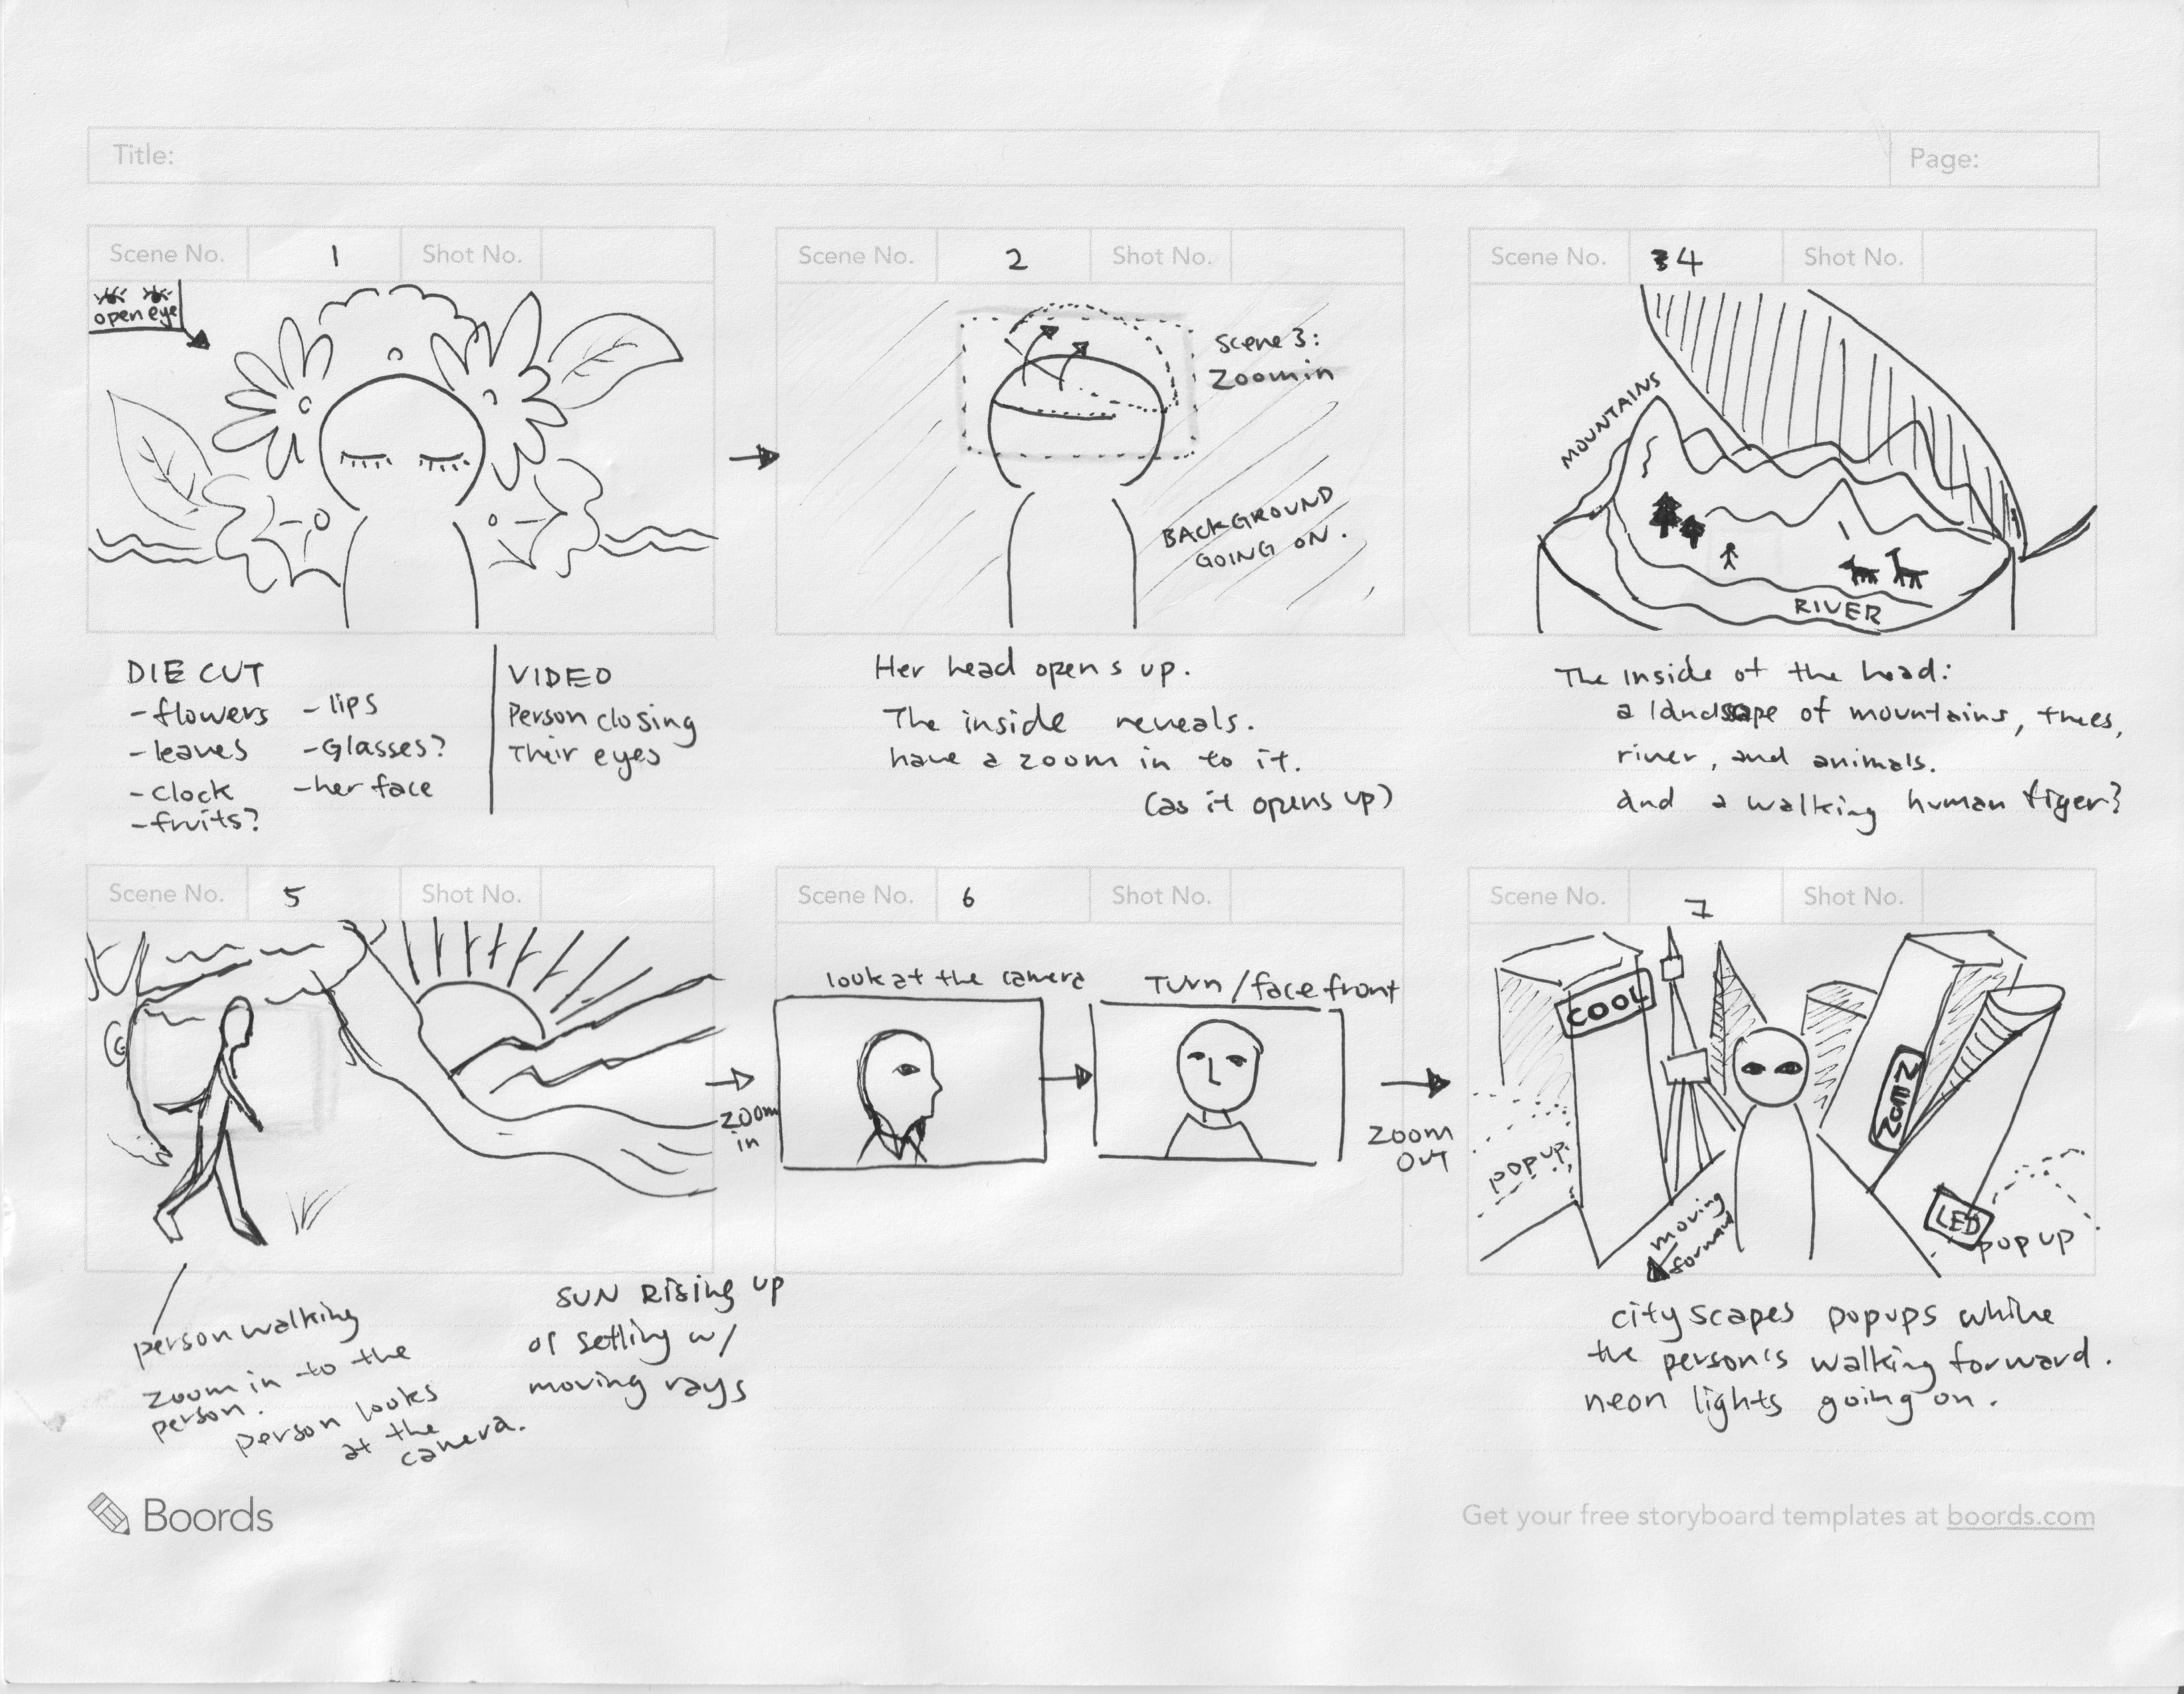 Title:
Page:
Scene No. 1 Shot No.
open eye
DIE CUT
- flowers
- leaves
- clock
- fruits?
- lips
- Glasses?
- her face
VIDEO
Person closing
Their eyes
Scene No. 2 Shot No.
Scene 3:
Zoom in
BACKGROUND
GOING ON.
Her head opens up.
The inside reveals.
have a zoom in to it.
(as it opens up)
Scene No. 4 Shot No.
MOUNTAINS
RIVER
The inside of the head:
a landscape of mountains, trees,
river, and animals.
and a walking human tiger?
Scene No. 5 Shot No.
person walking
zoom in to the
person.
person looks
at the
camera.
SUN Rising up
or setting w/
moving rays
zoom
in
Scene No. 6 Shot No.
look at the camera
Turn / face front
ZOOM
OUT
Scene No. 7 Shot No.
COOL
popup
moving
forward
LED
pop up
city scapes popups while
the person's walking forward.
neon lights going on.
Boords
Get your free storyboard templates at boords.com